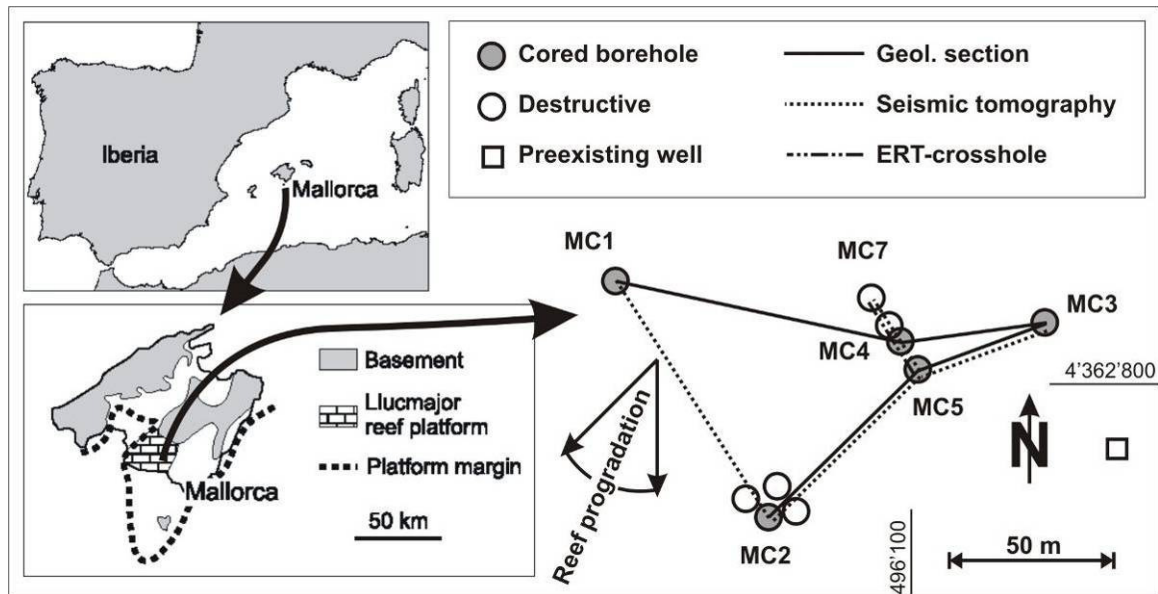 Iberia
Mallorca
Cored borehole
Destructive
Preexisting well
Geol. section
Seismic tomography
ERT-crosshole
Basement
Llucmajor
reef platform
Platform margin
Mallorca
50 km
MC1
MC7
MC3
MC4
MC5
4'362'800
Reef progradation
N
MC2
496'100
50 m